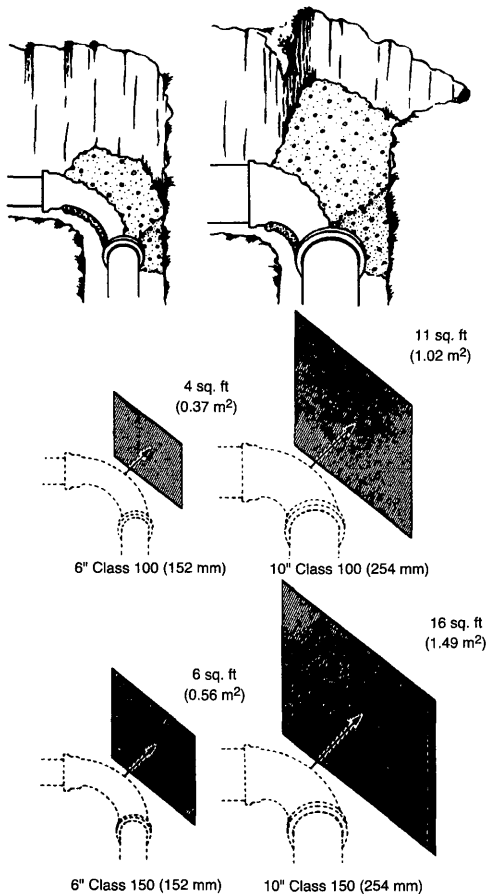 11 sq. ft
(1.02 m²)
4 sq. ft
(0.37 m²)
6" Class 100 (152 mm)
10" Class 100 (254 mm)
16 sq. ft
(1.49 m²)
6 sq. ft
(0.56 m²)
6" Class 150 (152 mm)
10" Class 150 (254 mm)